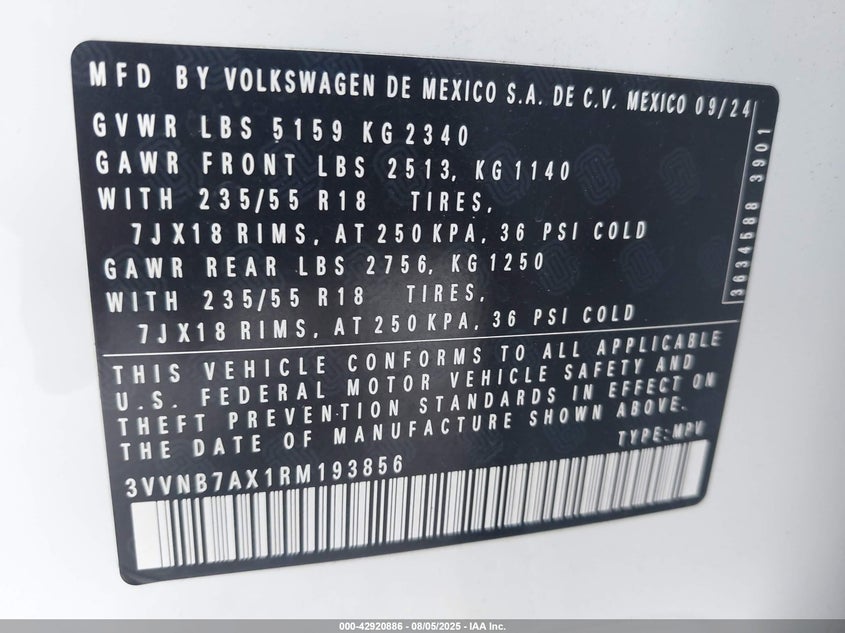 MFD BY VOLKSWAGEN DE MEXICO S.A. DE C.V. MEXICO 09/24
GVWR LBS 5159 KG 2340
GAWR FRONT LBS 2513, KG 1140
WITH 235/55 R18 TIRES,
7JX18 RIMS, AT 250 KPA, 36 PSI COLD
GAWR REAR LBS 2756, KG 1250
WITH 235/55 R18 TIRES,
7JX18 RIMS, AT 250 KPA, 36 PSI COLD
3634588 3901
THIS VEHICLE CONFORMS TO ALL APPLICABLE
U.S. FEDERAL MOTOR VEHICLE SAFETY AND
THEFT PREVENTION STANDARDS IN EFFECT ON
THE DATE OF MANUFACTURE SHOWN ABOVE.
TYPE: MPV
3VVNB7AX1RM193856
000-42920886 - 08/05/2025 - IAA Inc.